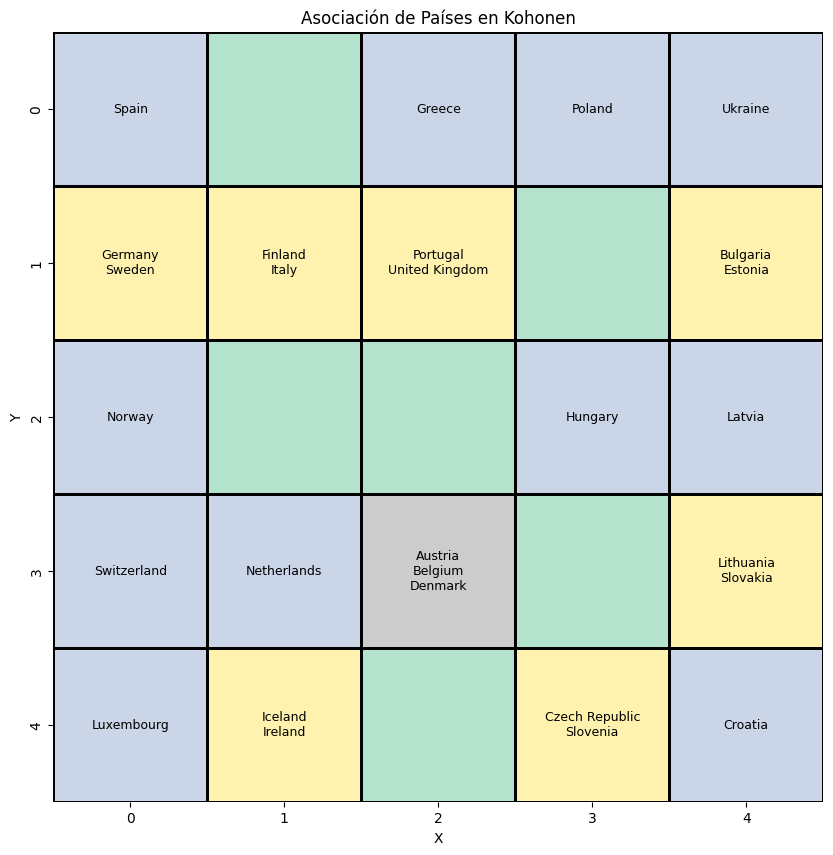 Asociación de Países en Kohonen
0
Spain
Greece
Poland
Ukraine
1
Germany
Sweden
Finland
Italy
Portugal
United Kingdom
Bulgaria
Estonia
Y
2
Norway
Hungary
Latvia
3
Switzerland
Netherlands
Austria
Belgium
Denmark
Lithuania
Slovakia
4
Luxembourg
Iceland
Ireland
Czech Republic
Slovenia
Croatia
0 1 2 3 4
X